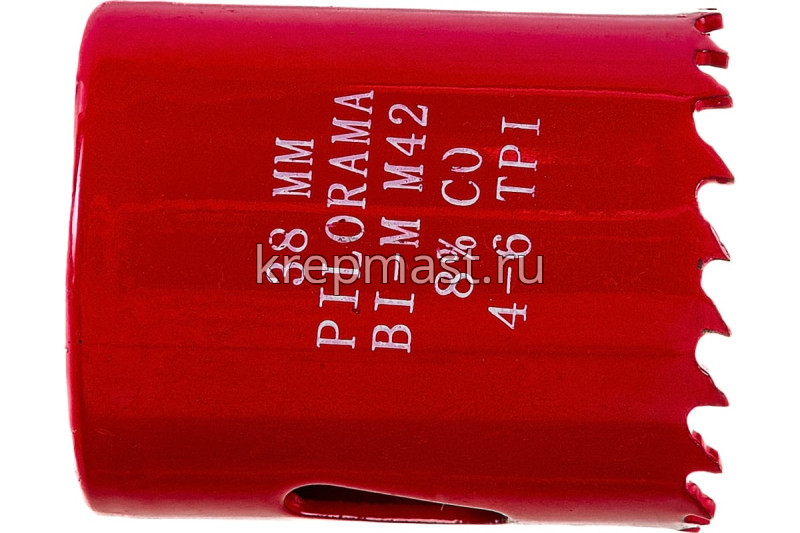 38 MM
PILORAMA
BI-M M42
8% CO
4-6 TPI
krepmast.ru